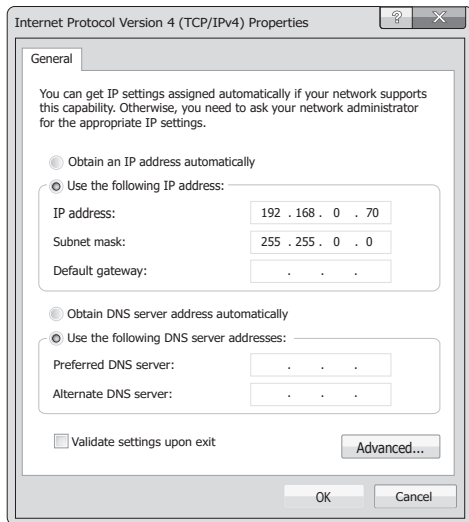 Internet Protocol Version 4 (TCP/IPv4) Properties
?
General
You can get IP settings assigned automatically if your network supports
this capability. Otherwise, you need to ask your network administrator
for the appropriate IP settings.
Obtain an IP address automatically
Use the following IP address:
IP address: 192 . 168 . 0 . 70
Subnet mask: 255 . 255 . 0 . 0
Default gateway: . . .
Obtain DNS server address automatically
Use the following DNS server addresses:
Preferred DNS server: . . .
Alternate DNS server: . . .
Validate settings upon exit
Advanced...
OK Cancel